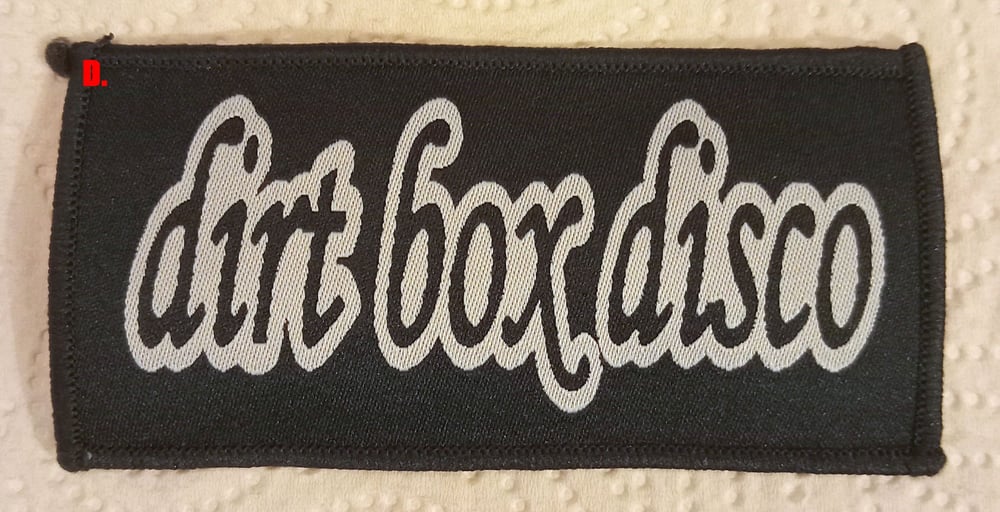 D.
dirt box disco